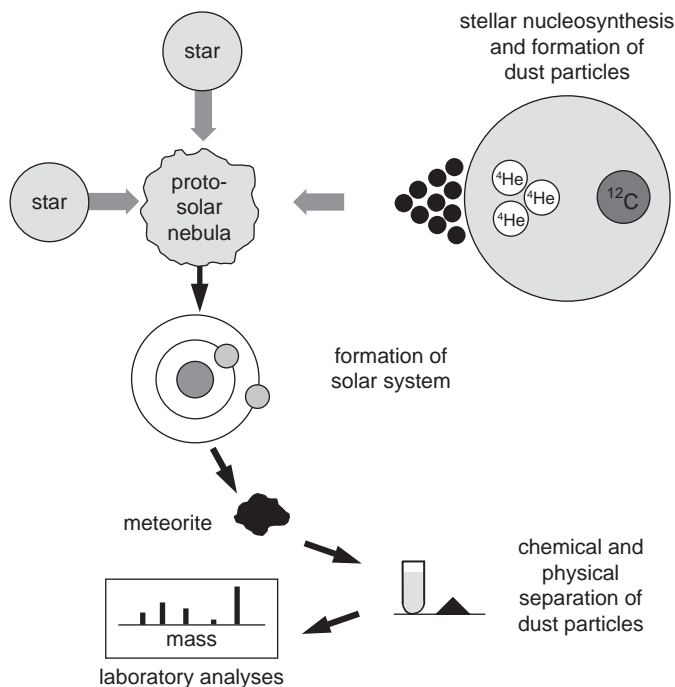 stellar nucleosynthesis
and formation of
dust particles
star
star
proto-
solar
nebula
⁴He
⁴He
⁴He
¹²C
formation of
solar system
meteorite
chemical and
physical
separation of
dust particles
mass
laboratory analyses